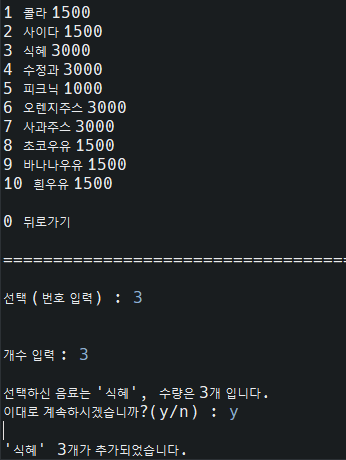 1 콜라 1500
2 사이다 1500
3 식혜 3000
4 수정과 3000
5 피크닉 1000
6 오렌지주스 3000
7 사과주스 3000
8 초코우유 1500
9 바나나우유 1500
10 흰우유 1500
0 뒤로가기
===================================
선택 (번호 입력) : 3
개수 입력 : 3
선택하신 음료는 '식혜', 수량은 3개 입니다.
이대로 계속하시겠습니까?(y/n) : y
'식혜' 3개가 추가되었습니다.